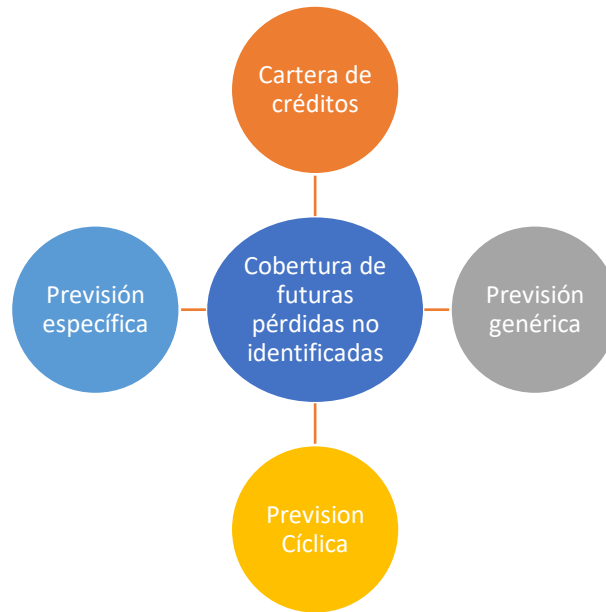 Cartera de
créditos
Previsión
específica
Cobertura de
futuras
pérdidas no
identificadas
Previsión
genérica
Prevision
Cíclica